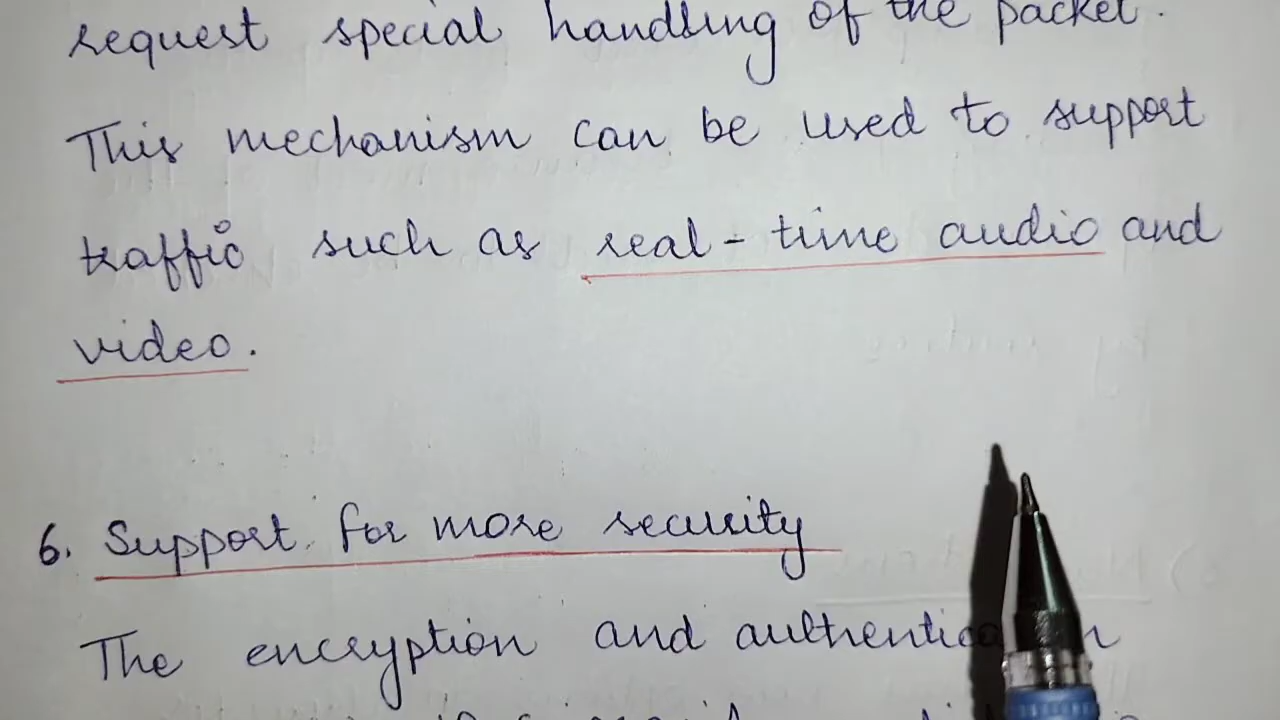 request special handling of the packet.
This mechanism can be used to support
traffic such as real-time audio and
video.
6. Support for more security
The encryption and authentication